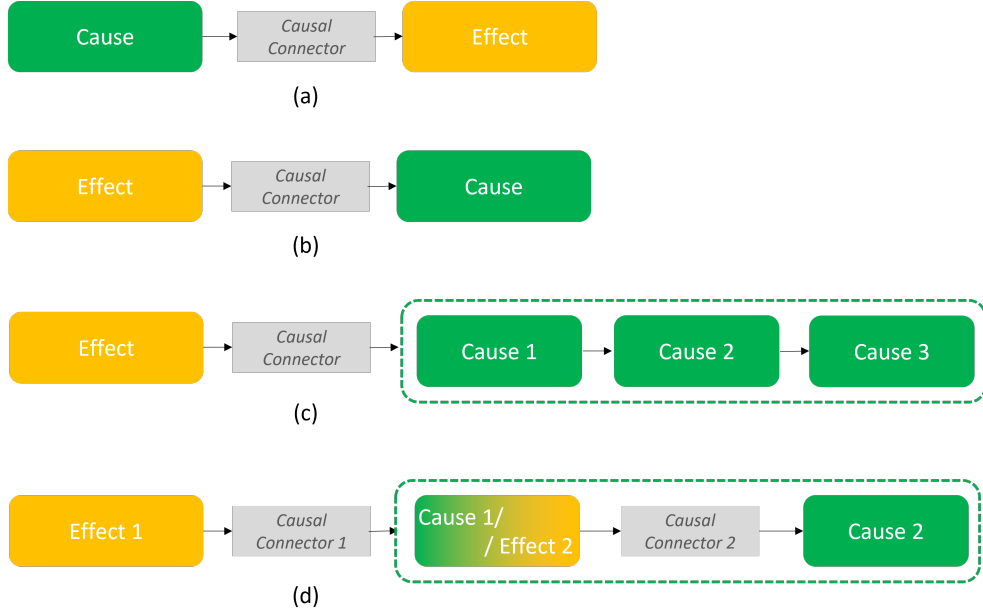 Cause
Causal
Connector
Effect
(a)
Effect
Causal
Connector
Cause
(b)
Effect
Causal
Connector
Cause 1
Cause 2
Cause 3
(c)
Effect 1
Causal
Connector 1
Cause 1/
/ Effect 2
Causal
Connector 2
Cause 2
(d)